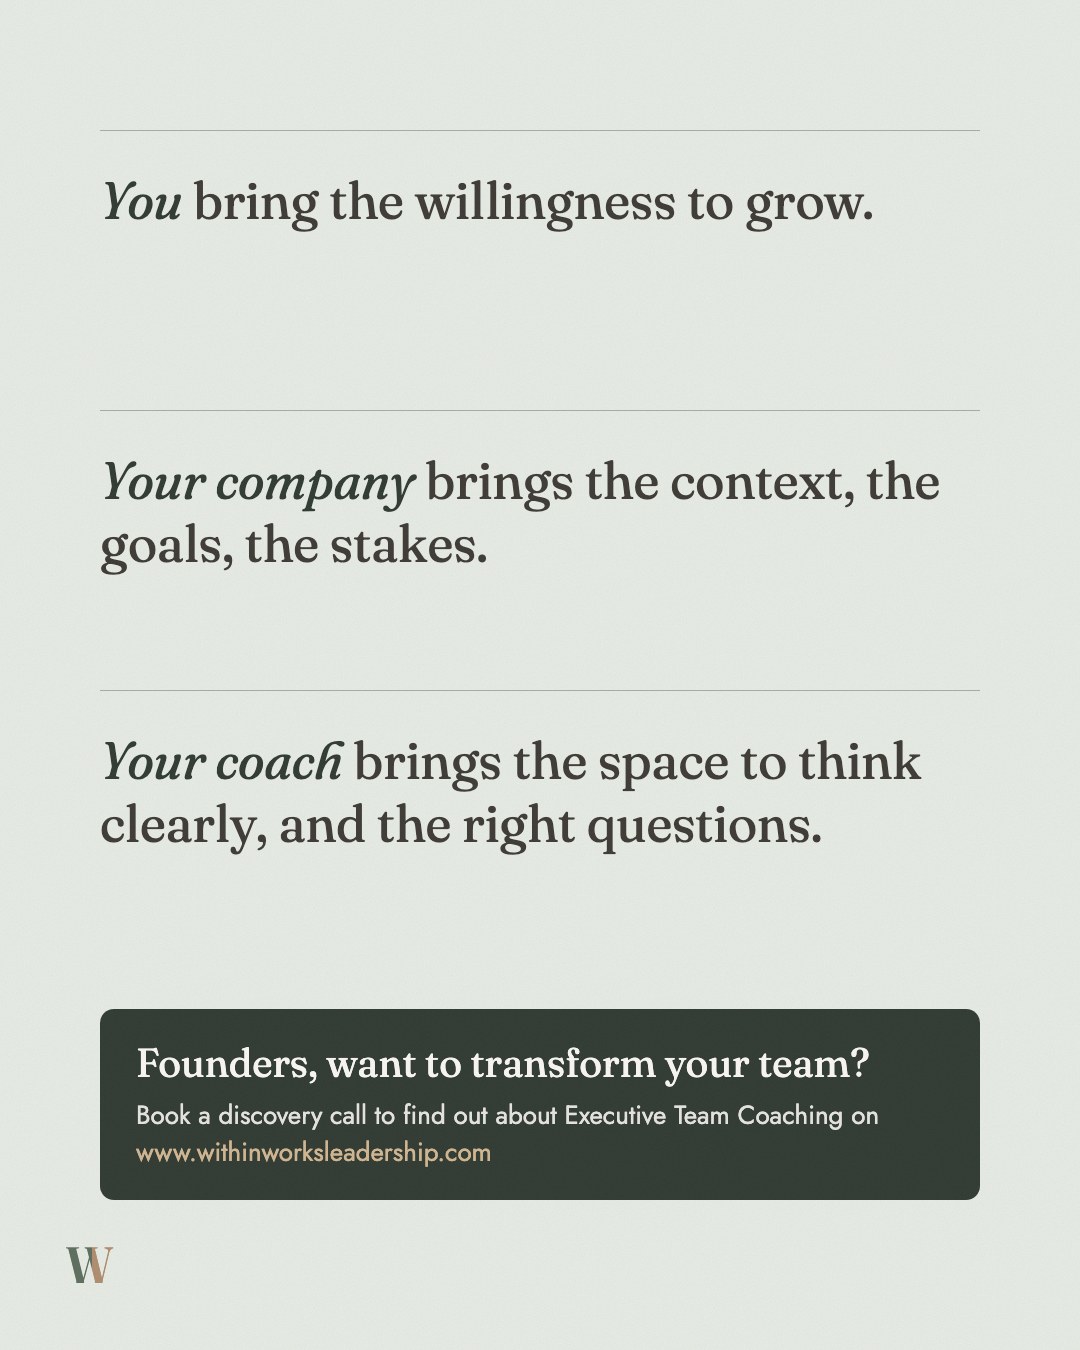 You bring the willingness to grow.
Your company brings the context, the
goals, the stakes.
Your coach brings the space to think
clearly, and the right questions.
Founders, want to transform your team?
Book a discovery call to find out about Executive Team Coaching on
www.withinworksleadership.com
W